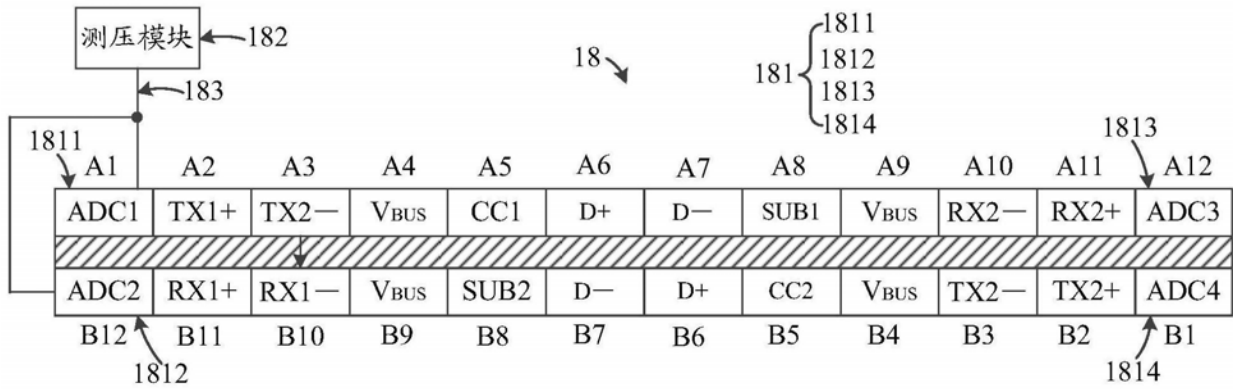 测压模块 182
18
181 1811
1812
1813
1814
183
1811
1813
A1 A2 A3 A4 A5 A6 A7 A8 A9 A10 A11 A12
ADC1 TX1+ TX2— VBUS CC1 D+ D— SUB1 VBUS RX2— RX2+ ADC3
ADC2 RX1+ RX1— VBUS SUB2 D— D+ CC2 VBUS TX2— TX2+ ADC4
B12 B11 B10 B9 B8 B7 B6 B5 B4 B3 B2 B1
1812
1814